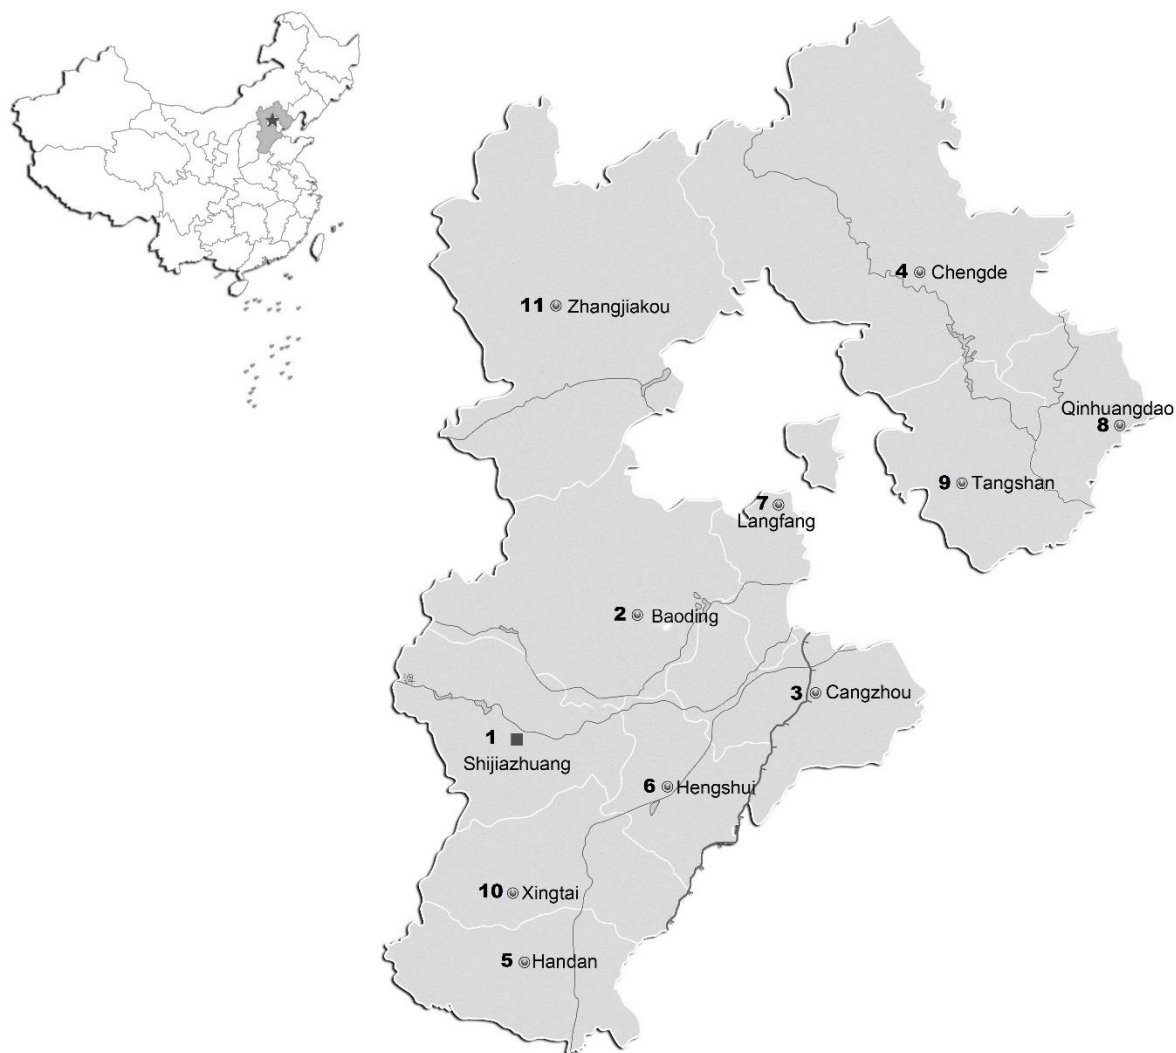 4 Chengde
11 Zhangjiakou
Qinhuangdao
8
9 Tangshan
7
Langfang
2 Baoding
3 Cangzhou
1
Shijiazhuang
6 Hengshui
10 Xingtai
5 Handan